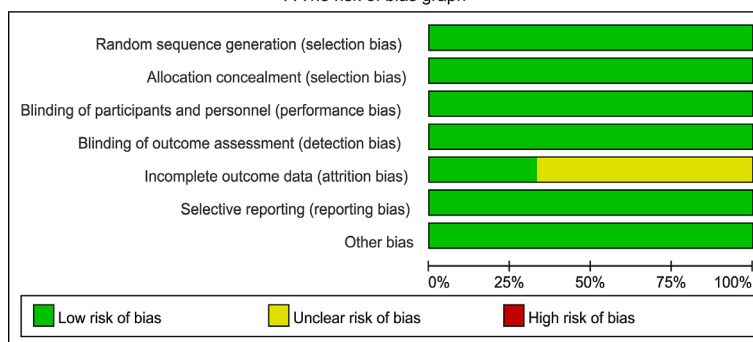 Random sequence generation (selection bias)
Allocation concealment (selection bias)
Blinding of participants and personnel (performance bias)
Blinding of outcome assessment (detection bias)
Incomplete outcome data (attrition bias)
Selective reporting (reporting bias)
Other bias
0% 25% 50% 75% 100%
Low risk of bias Unclear risk of bias High risk of bias